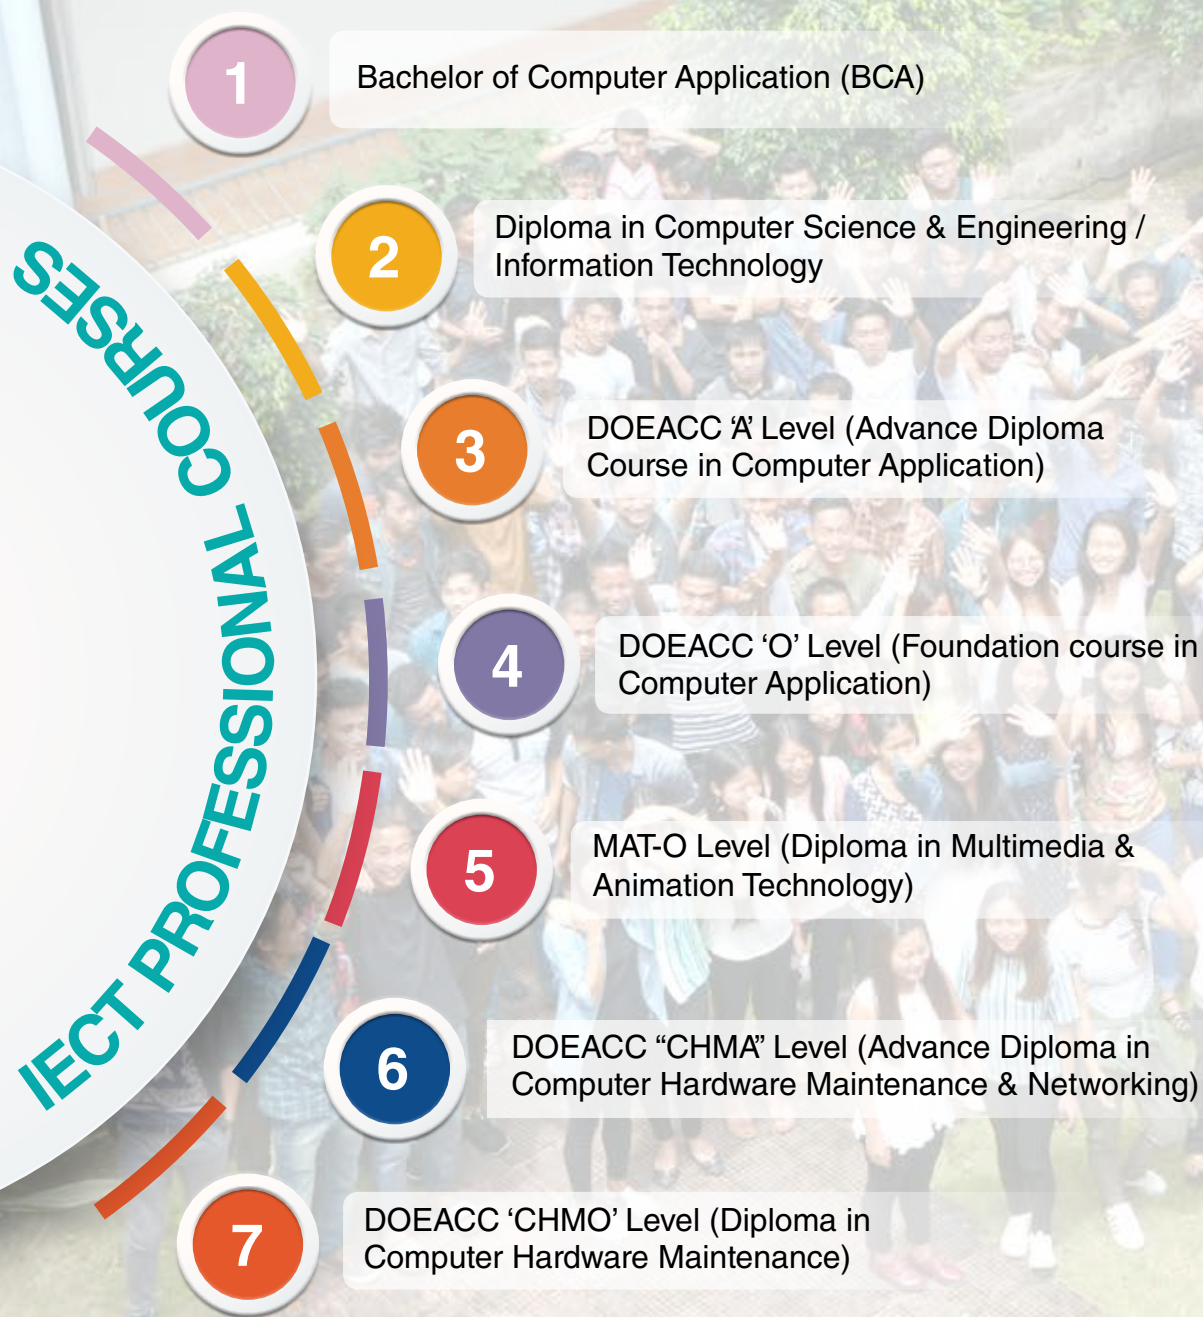 IECT PROFESSIONAL COURSES
1
Bachelor of Computer Application (BCA)
2
Diploma in Computer Science & Engineering /
Information Technology
3
DOEACC ‘A’ Level (Advance Diploma
Course in Computer Application)
4
DOEACC ‘O’ Level (Foundation course in
Computer Application)
5
MAT-O Level (Diploma in Multimedia &
Animation Technology)
6
DOEACC “CHMA” Level (Advance Diploma in
Computer Hardware Maintenance & Networking)
7
DOEACC ‘CHMO’ Level (Diploma in
Computer Hardware Maintenance)